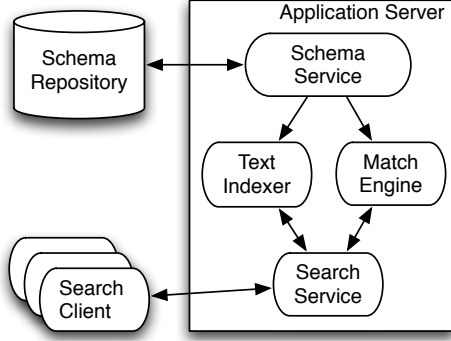 Application Server
Schema
Repository
Schema
Service
Text
Indexer
Match
Engine
Search
Client
Search
Service